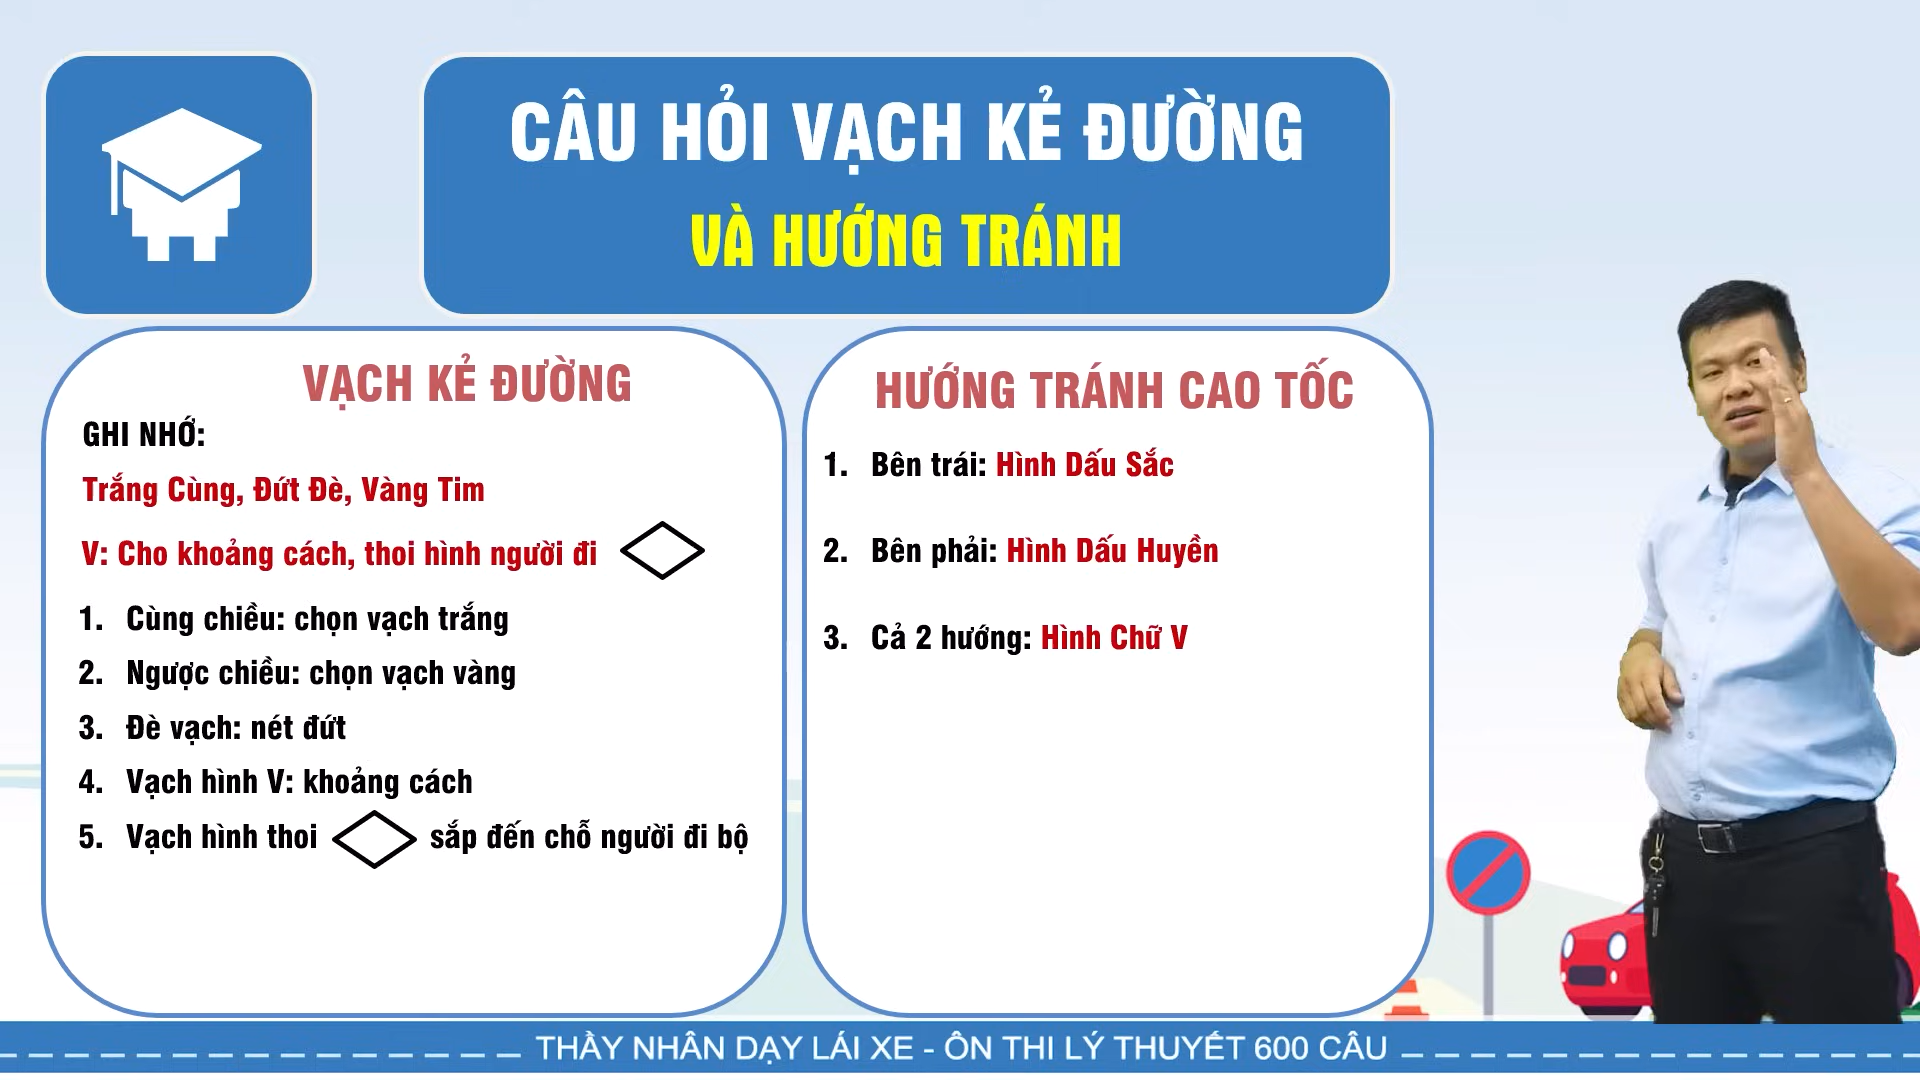 CÂU HỎI VẠCH KẺ ĐƯỜNG
VÀ HƯỚNG TRÁNH
VẠCH KẺ ĐƯỜNG
GHI NHỚ:
Trắng Cùng, Đứt Đè, Vàng Tim
V: Cho khoảng cách, thoi hình người đi
1. Cùng chiều: chọn vạch trắng
2. Ngược chiều: chọn vạch vàng
3. Đè vạch: nét đứt
4. Vạch hình V: khoảng cách
5. Vạch hình thoi sắp đến chỗ người đi bộ
HƯỚNG TRÁNH CAO TỐC
1. Bên trái: Hình Dấu Sắc
2. Bên phải: Hình Dấu Huyền
3. Cả 2 hướng: Hình Chữ V
THẦY NHÂN DẠY LÁI XE - ÔN THI LÝ THUYẾT 600 CÂU